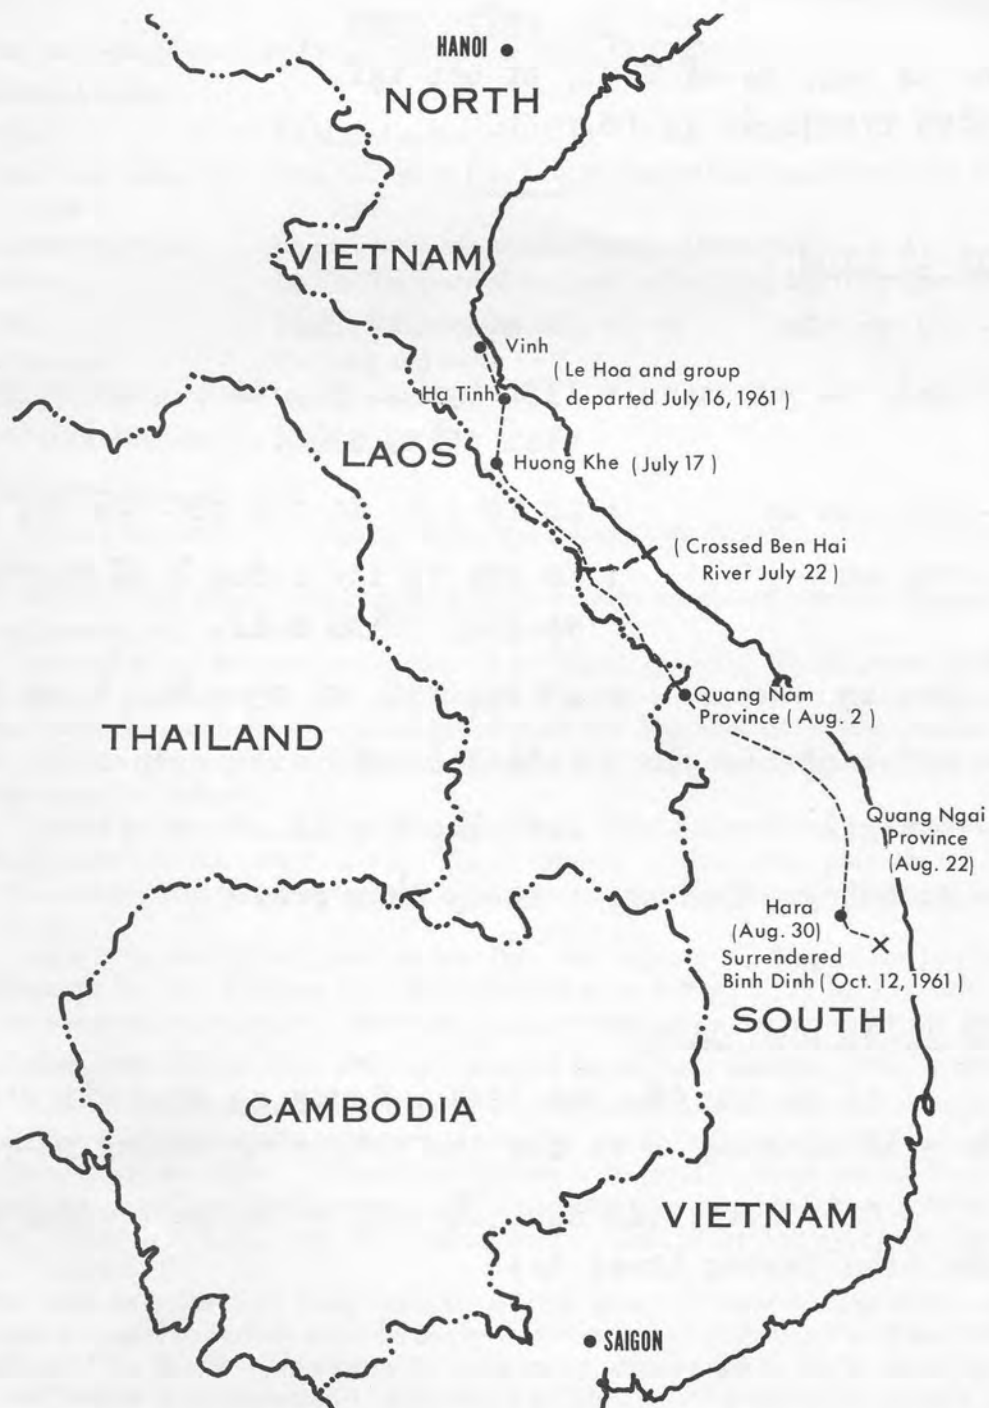 HANOI
NORTH
VIETNAM
Vinh
( Le Hoa and group
departed July 16, 1961 )
Ha Tinh
LAOS
Huong Khe ( July 17 )
( Crossed Ben Hai
River July 22 )
Quang Nam
Province ( Aug. 2 )
THAILAND
Quang Ngai
Province
(Aug. 22)
Hara
(Aug. 30)
Surrendered
Binh Dinh ( Oct. 12, 1961 )
SOUTH
CAMBODIA
VIETNAM
SAIGON